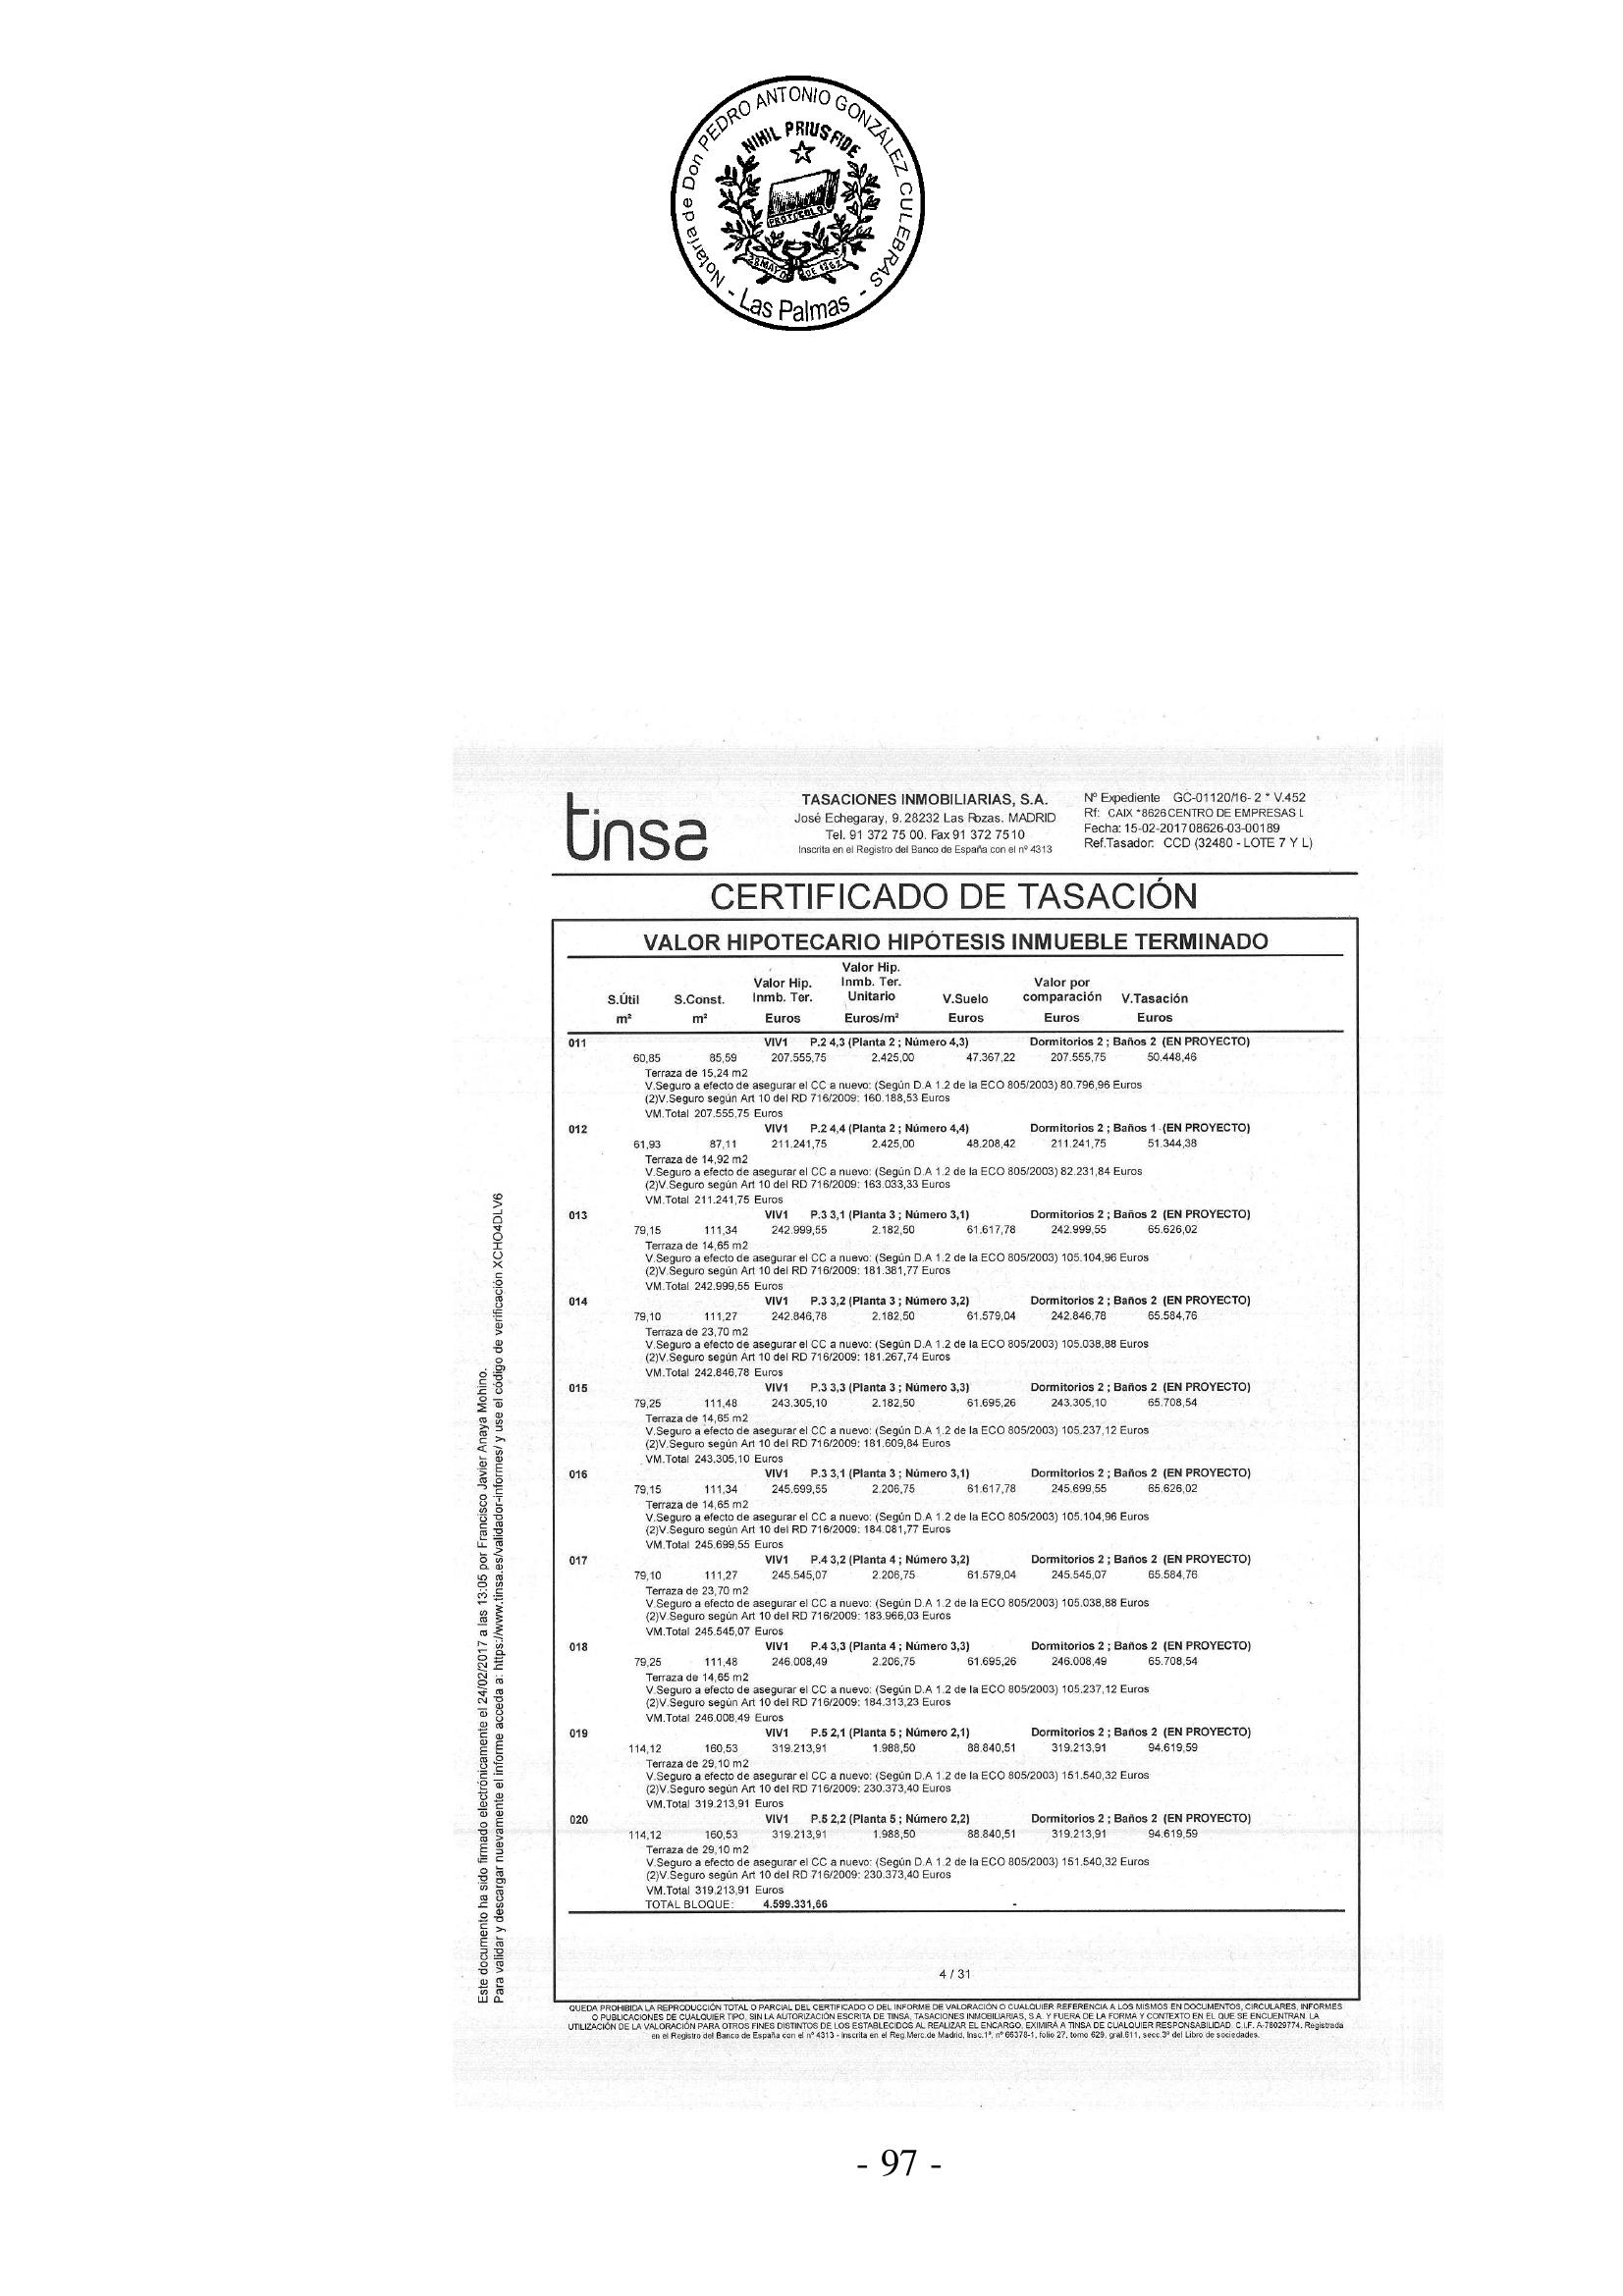 Notaría de Don PEDRO ANTONIO GONZÁLEZ CULEBRAS
NIHIL PRIUS FIDE
PROTOCOLO
28 MAYO DE 1862
- Las Palmas -
tinsa
TASACIONES INMOBILIARIAS, S.A.
José Echegaray, 9. 28232 Las Rozas. MADRID
Tel. 91 372 75 00. Fax 91 372 7510
Inscrita en el Registro del Banco de España con el nº 4313
Nº Expediente GC-01120/16- 2 * V.452
Rf: CAIX *8626CENTRO DE EMPRESAS L
Fecha: 15-02-2017 08626-03-00189
Ref.Tasador: CCD (32480 - LOTE 7 Y L)
CERTIFICADO DE TASACIÓN
VALOR HIPOTECARIO HIPÓTESIS INMUEBLE TERMINADO
S.Útil m² S.Const. m² Valor Hip. Inmb. Ter. Euros Valor Hip. Inmb. Ter. Unitario Euros/m² V.Suelo Euros Valor por comparación Euros V.Tasación Euros
011 VIV1 P.2 4,3 (Planta 2 ; Número 4,3) Dormitorios 2 ; Baños 2 (EN PROYECTO)
60,85 85,59 207.555,75 2.425,00 47.367,22 207.555,75 50.448,46
Terraza de 15,24 m2
V.Seguro a efecto de asegurar el CC a nuevo: (Según D.A 1.2 de la ECO 805/2003) 80.796,96 Euros
(2)V.Seguro según Art 10 del RD 716/2009: 160.188,53 Euros
VM.Total 207.555,75 Euros
012 VIV1 P.2 4,4 (Planta 2 ; Número 4,4) Dormitorios 2 ; Baños 1 (EN PROYECTO)
61,93 87,11 211.241,75 2.425,00 48.208,42 211.241,75 51.344,38
Terraza de 14,92 m2
V.Seguro a efecto de asegurar el CC a nuevo: (Según D.A 1.2 de la ECO 805/2003) 82.231,84 Euros
(2)V.Seguro según Art 10 del RD 716/2009: 163.033,33 Euros
VM.Total 211.241,75 Euros
013 VIV1 P.3 3,1 (Planta 3 ; Número 3,1) Dormitorios 2 ; Baños 2 (EN PROYECTO)
79,15 111,34 242.999,55 2.182,50 61.617,78 242.999,55 65.626,02
Terraza de 14,65 m2
V.Seguro a efecto de asegurar el CC a nuevo: (Según D.A 1.2 de la ECO 805/2003) 105.104,96 Euros
(2)V.Seguro según Art 10 del RD 716/2009: 181.381,77 Euros
VM.Total 242.999,55 Euros
014 VIV1 P.3 3,2 (Planta 3 ; Número 3,2) Dormitorios 2 ; Baños 2 (EN PROYECTO)
79,10 111,27 242.846,78 2.182,50 61.579,04 242.846,78 65.584,76
Terraza de 23,70 m2
V.Seguro a efecto de asegurar el CC a nuevo: (Según D.A 1.2 de la ECO 805/2003) 105.038,88 Euros
(2)V.Seguro según Art 10 del RD 716/2009: 181.267,74 Euros
VM.Total 242.846,78 Euros
015 VIV1 P.3 3,3 (Planta 3 ; Número 3,3) Dormitorios 2 ; Baños 2 (EN PROYECTO)
79,25 111,48 243.305,10 2.182,50 61.695,26 243.305,10 65.708,54
Terraza de 14,65 m2
V.Seguro a efecto de asegurar el CC a nuevo: (Según D.A 1.2 de la ECO 805/2003) 105.237,12 Euros
(2)V.Seguro según Art 10 del RD 716/2009: 181.609,84 Euros
VM.Total 243.305,10 Euros
016 VIV1 P.3 3,1 (Planta 3 ; Número 3,1) Dormitorios 2 ; Baños 2 (EN PROYECTO)
79,15 111,34 245.699,55 2.206,75 61.617,78 245.699,55 65.626,02
Terraza de 14,65 m2
V.Seguro a efecto de asegurar el CC a nuevo: (Según D.A 1.2 de la ECO 805/2003) 105.104,96 Euros
(2)V.Seguro según Art 10 del RD 716/2009: 184.081,77 Euros
VM.Total 245.699,55 Euros
017 VIV1 P.4 3,2 (Planta 4 ; Número 3,2) Dormitorios 2 ; Baños 2 (EN PROYECTO)
79,10 111,27 245.545,07 2.206,75 61.579,04 245.545,07 65.584,76
Terraza de 23,70 m2
V.Seguro a efecto de asegurar el CC a nuevo: (Según D.A 1.2 de la ECO 805/2003) 105.038,88 Euros
(2)V.Seguro según Art 10 del RD 716/2009: 183.966,03 Euros
VM.Total 245.545,07 Euros
018 VIV1 P.4 3,3 (Planta 4 ; Número 3,3) Dormitorios 2 ; Baños 2 (EN PROYECTO)
79,25 111,48 246.008,49 2.206,75 61.695,26 246.008,49 65.708,54
Terraza de 14,65 m2
V.Seguro a efecto de asegurar el CC a nuevo: (Según D.A 1.2 de la ECO 805/2003) 105.237,12 Euros
(2)V.Seguro según Art 10 del RD 716/2009: 184.313,23 Euros
VM.Total 246.008,49 Euros
019 VIV1 P.5 2,1 (Planta 5 ; Número 2,1) Dormitorios 2 ; Baños 2 (EN PROYECTO)
114,12 160,53 319.213,91 1.988,50 88.840,51 319.213,91 94.619,59
Terraza de 29,10 m2
V.Seguro a efecto de asegurar el CC a nuevo: (Según D.A 1.2 de la ECO 805/2003) 151.540,32 Euros
(2)V.Seguro según Art 10 del RD 716/2009: 230.373,40 Euros
VM.Total 319.213,91 Euros
020 VIV1 P.5 2,2 (Planta 5 ; Número 2,2) Dormitorios 2 ; Baños 2 (EN PROYECTO)
114,12 160,53 319.213,91 1.988,50 88.840,51 319.213,91 94.619,59
Terraza de 29,10 m2
V.Seguro a efecto de asegurar el CC a nuevo: (Según D.A 1.2 de la ECO 805/2003) 151.540,32 Euros
(2)V.Seguro según Art 10 del RD 716/2009: 230.373,40 Euros
VM.Total 319.213,91 Euros
TOTAL BLOQUE: 4.599.331,66 -
4 / 31
QUEDA PROHIBIDA LA REPRODUCCIÓN TOTAL O PARCIAL DEL CERTIFICADO O DEL INFORME DE VALORACIÓN O CUALQUIER REFERENCIA A LOS MISMOS EN DOCUMENTOS, CIRCULARES, INFORMES
O PUBLICACIONES DE CUALQUIER TIPO, SIN LA AUTORIZACIÓN ESCRITA DE TINSA, TASACIONES INMOBILIARIAS, S.A. Y FUERA DE LA FORMA Y CONTEXTO EN EL QUE SE ENCUENTRAN. LA
UTILIZACIÓN DE LA VALORACIÓN PARA OTROS FINES DISTINTOS DE LOS ESTABLECIDOS AL REALIZAR EL ENCARGO, EXIMIRÁ A TINSA DE CUALQUIER RESPONSABILIDAD. C.I.F. A-78029774. Registrada
en el Registro del Banco de España con el nº 4313 - Inscrita en el Reg.Merc.de Madrid, Insc.1ª, nº 66378-1, folio 27, tomo 629, gral.611, secc.3ª del Libro de sociedades.
Este documento ha sido firmado electrónicamente el 24/02/2017 a las 13:05 por Francisco Javier Anaya Mohino.
Para validar y descargar nuevamente el informe acceda a: https://www.tinsa.es/validador-informes/ y use el código de verificación XCHO4DLV6
- 97 -